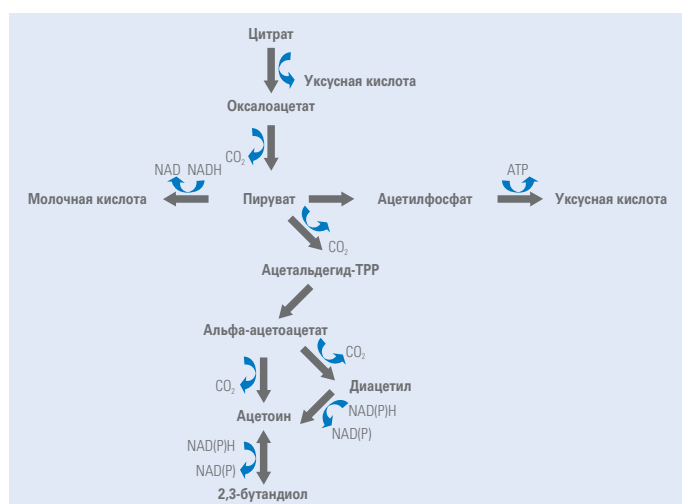 Цитрат
Уксусная кислота
Оксалоацетат
CO₂
NAD NADH
ATP
Молочная кислота
Пируват
Ацетилфосфат
Уксусная кислота
CO₂
Ацетальдегид-ТРР
Альфа-ацетоацетат
CO₂
CO₂
Диацетил
NAD(P)H
Ацетоин
NAD(P)
NAD(P)H
NAD(P)
2,3-бутандиол